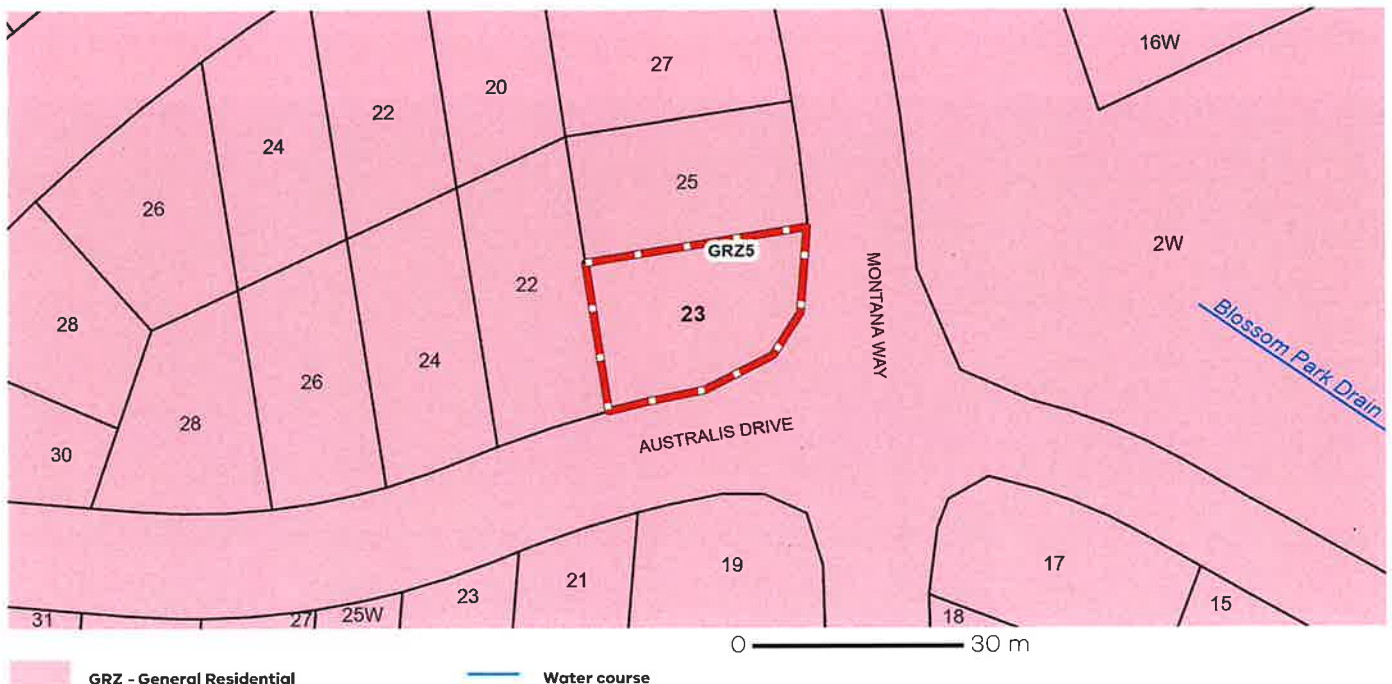 16W
27
20
22
24
25
26
2W
GRZ5
MONTANA WAY
22
23
Blossom Park Drain
28
24
26
28
AUSTRALIS DRIVE
30
17
19
21
23
15
25W
27
31
18
0 30 m
GRZ - General Residential
Water course